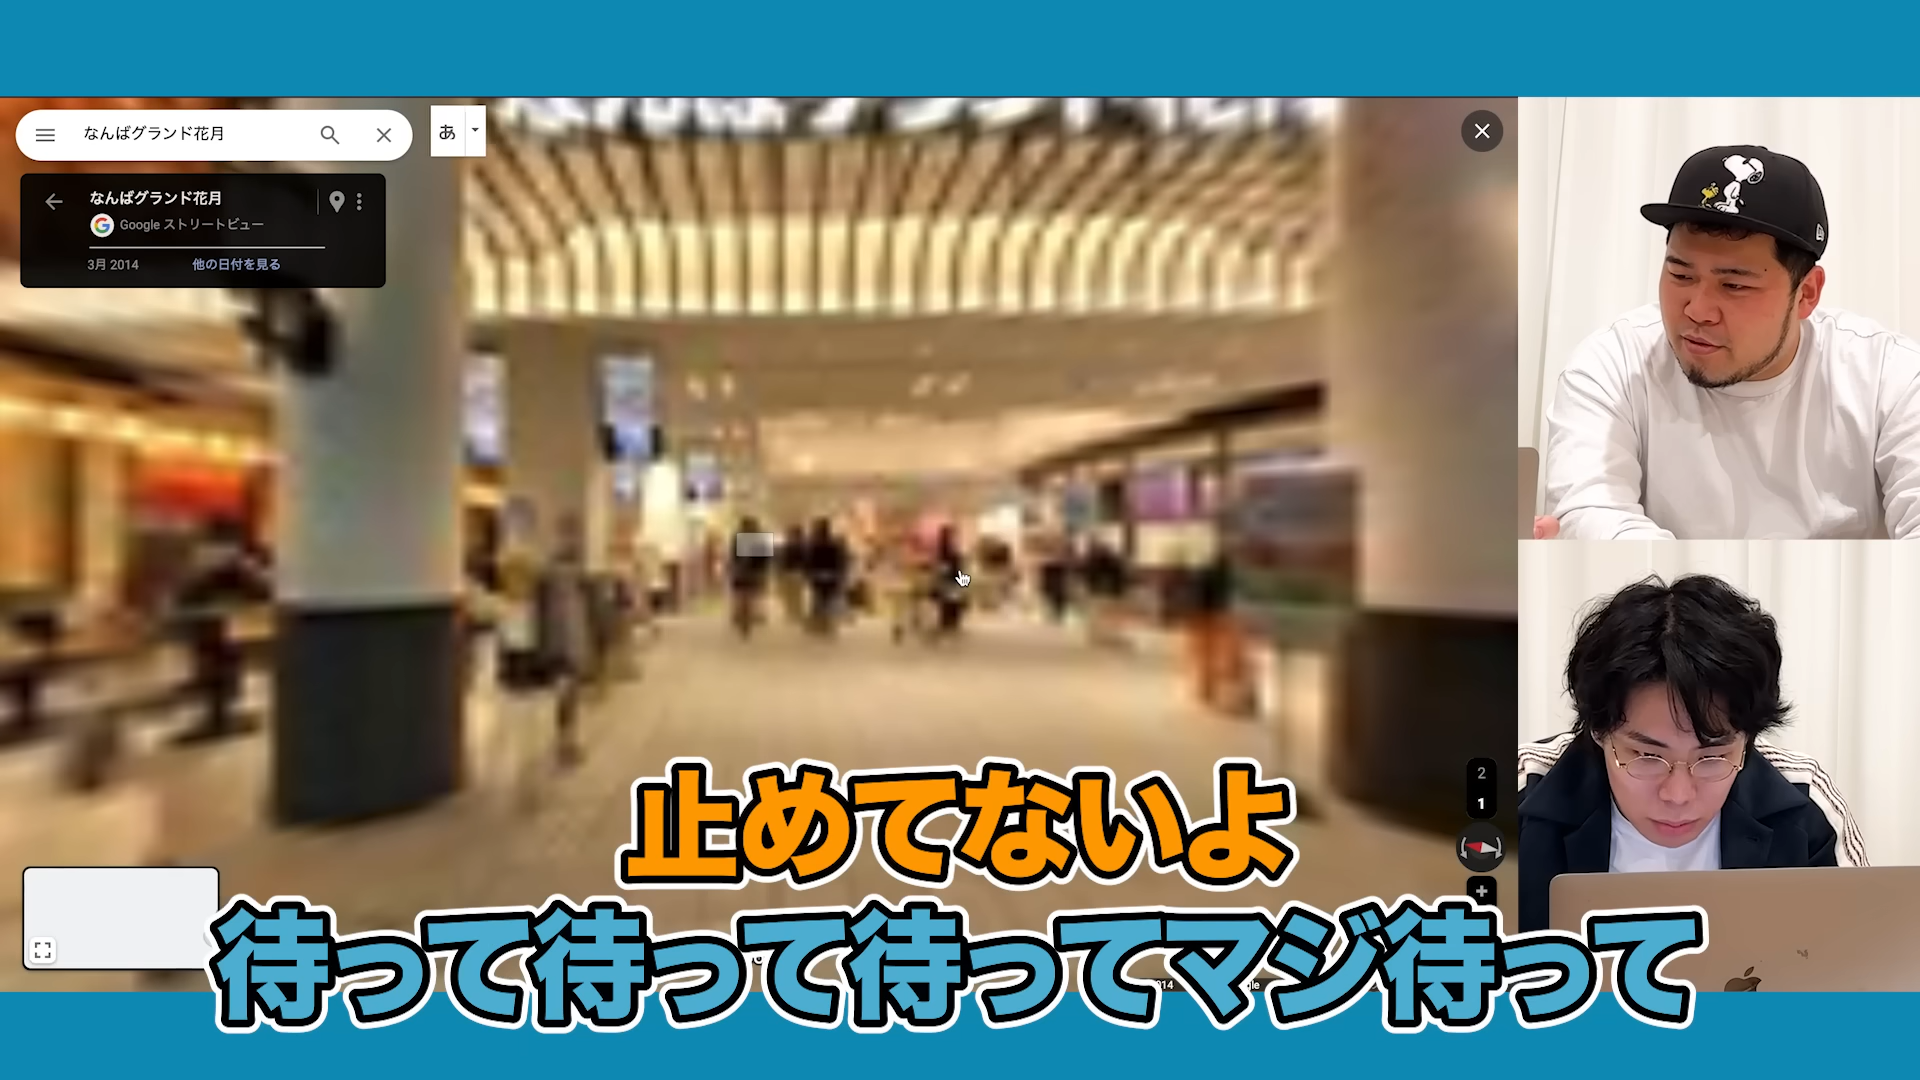 なんばグランド花月
あ
なんばグランド花月
Google ストリートビュー
3月 2014
他の日付を見る
2
1
止めてないよ
待って待って待ってマジ待って